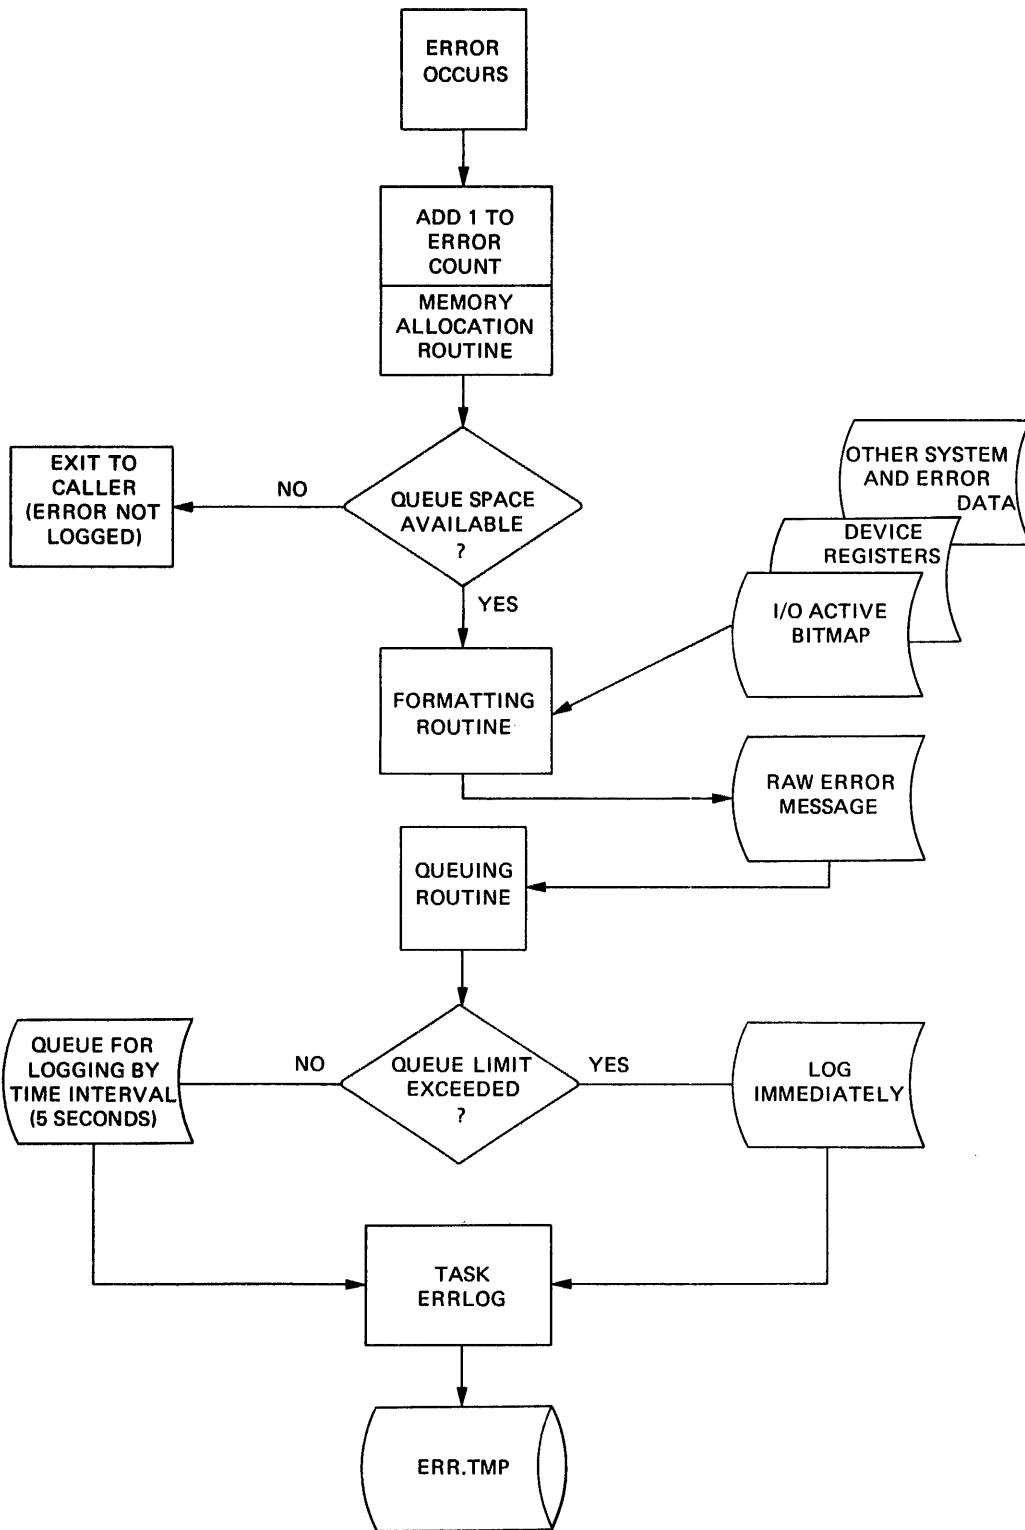 ERROR
OCCURS
ADD 1 TO
ERROR
COUNT
MEMORY
ALLOCATION
ROUTINE
EXIT TO
CALLER
(ERROR NOT
LOGGED)
NO
QUEUE SPACE
AVAILABLE
?
YES
OTHER SYSTEM
AND ERROR
DATA
DEVICE
REGISTERS
I/O ACTIVE
BITMAP
FORMATTING
ROUTINE
RAW ERROR
MESSAGE
QUEUING
ROUTINE
QUEUE FOR
LOGGING BY
TIME INTERVAL
(5 SECONDS)
NO
QUEUE LIMIT
EXCEEDED
?
YES
LOG
IMMEDIATELY
TASK
ERRLOG
ERR.TMP